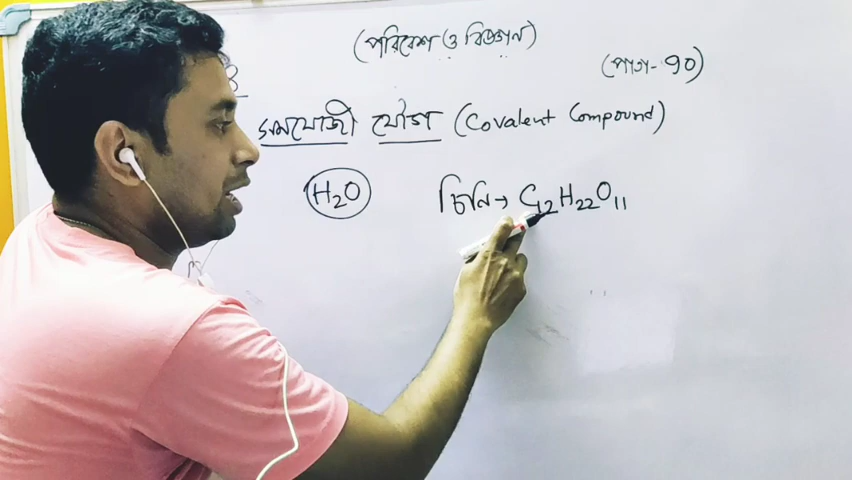 (পরিবেশ ও বিজ্ঞান)
(পাতা-90)
সমযোজী যৌগ (Covalent Compound)
H₂O চিনি→ C₁₂H₂₂O₁₁